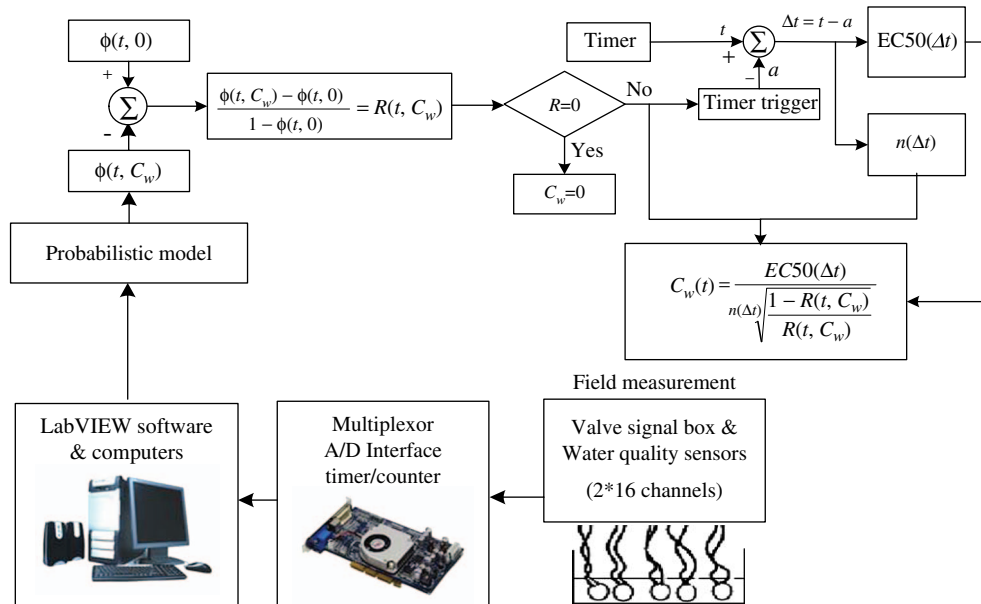 ϕ(t, 0)
+
Σ
-
ϕ(t, C_w)
Probabilistic model
ϕ(t, C_w) – ϕ(t, 0)
1 – ϕ(t, 0)
= R(t, C_w)
R=0
No
Yes
C_w=0
Timer
t
+
Σ
– a
Timer trigger
Δt = t – a
EC50(Δt)
n(Δt)
C_w(t) =
EC50(Δt)
n(Δt)√
1 – R(t, C_w)
R(t, C_w)
Field measurement
Valve signal box &
Water quality sensors
(2*16 channels)
Multiplexor
A/D Interface
timer/counter
LabVIEW software
& computers